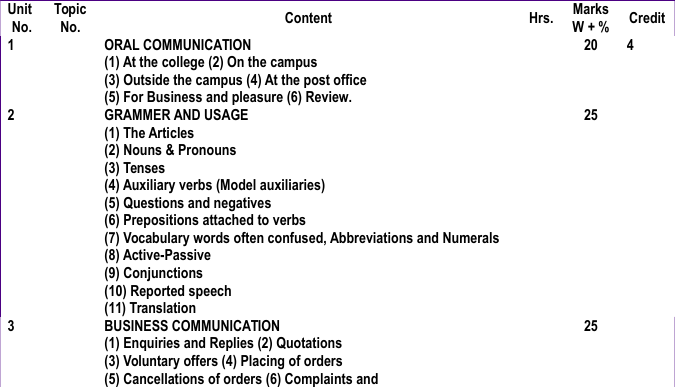 Unit No. Topic No. Content Hrs. Marks W + % Credit
1 ORAL COMMUNICATION 20 4
(1) At the college (2) On the campus
(3) Outside the campus (4) At the post office
(5) For Business and pleasure (6) Review.
2 GRAMMER AND USAGE 25
(1) The Articles
(2) Nouns & Pronouns
(3) Tenses
(4) Auxiliary verbs (Model auxiliaries)
(5) Questions and negatives
(6) Prepositions attached to verbs
(7) Vocabulary words often confused, Abbreviations and Numerals
(8) Active-Passive
(9) Conjunctions
(10) Reported speech
(11) Translation
3 BUSINESS COMMUNICATION 25
(1) Enquiries and Replies (2) Quotations
(3) Voluntary offers (4) Placing of orders
(5) Cancellations of orders (6) Complaints and